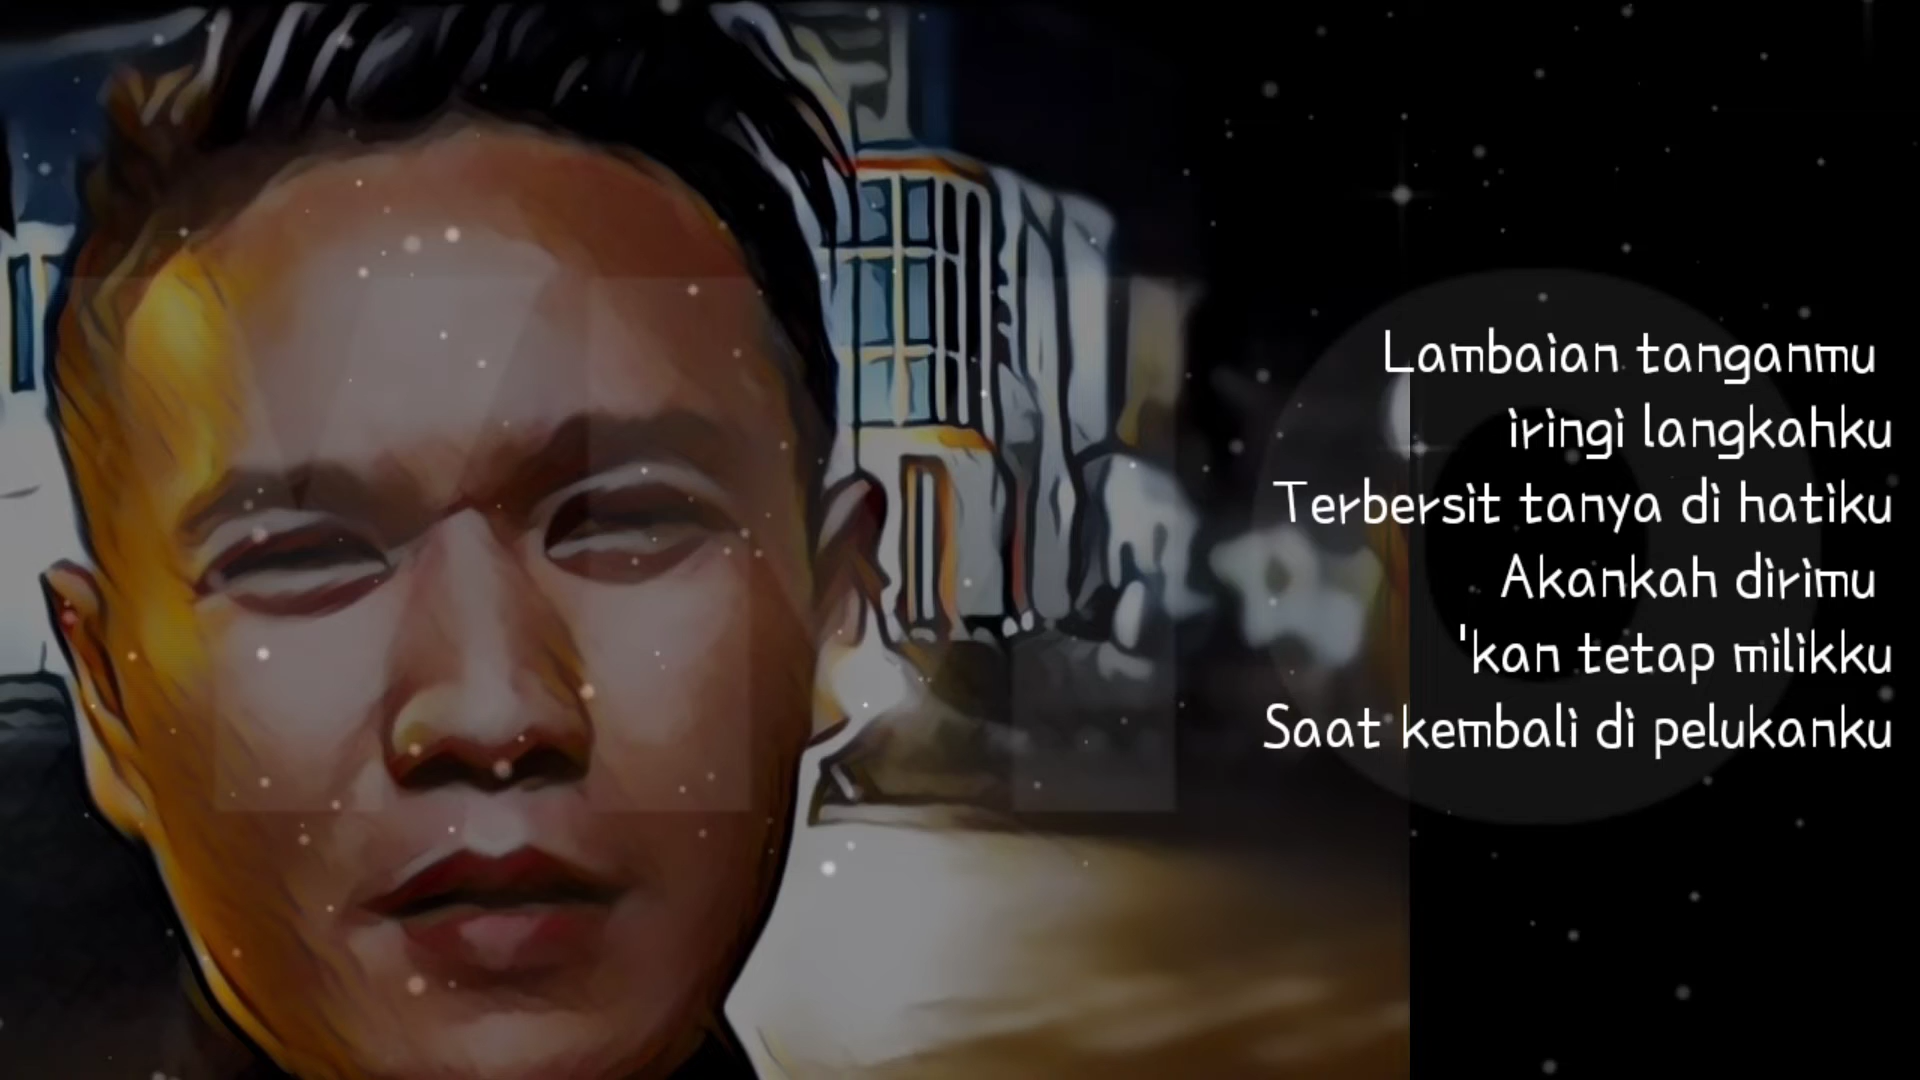 Lambaian tanganmu
iringi langkahku
Terbersit tanya di hatiku
Akankah dirimu
'kan tetap milikku
Saat kembali di pelukanku